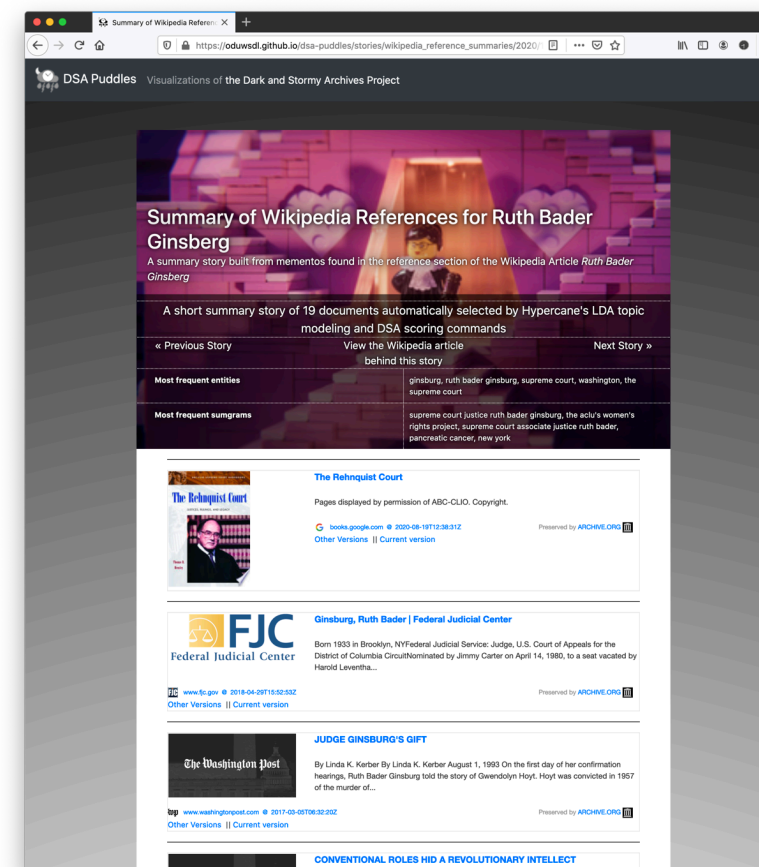 Summary of Wikipedia Referenc
https://oduwsdl.github.io/dsa-puddles/stories/wikipedia_reference_summaries/2020/
DSA Puddles Visualizations of the Dark and Stormy Archives Project
Summary of Wikipedia References for Ruth Bader
Ginsberg
A summary story built from mementos found in the reference section of the Wikipedia Article Ruth Bader
Ginsberg
A short summary story of 19 documents automatically selected by Hypercane's LDA topic
modeling and DSA scoring commands
« Previous Story View the Wikipedia article Next Story »
behind this story
Most frequent entities ginsburg, ruth bader ginsburg, supreme court, washington, the
supreme court
Most frequent sumgrams supreme court justice ruth bader ginsburg, the aclu's women's
rights project, supreme court associate justice ruth bader,
pancreatic cancer, new york
The Rehnquist Court
The Rehnquist Court
Pages displayed by permission of ABC-CLIO. Copyright.
books.google.com @ 2020-08-19T12:38:31Z Preserved by ARCHIVE.ORG
Other Versions || Current version
FJC
Federal Judicial Center
Ginsburg, Ruth Bader | Federal Judicial Center
Born 1933 in Brooklyn, NYFederal Judicial Service: Judge, U.S. Court of Appeals for the
District of Columbia CircuitNominated by Jimmy Carter on April 14, 1980, to a seat vacated by
Harold Leventha...
FJC www.fjc.gov @ 2018-04-29T15:52:53Z Preserved by ARCHIVE.ORG
Other Versions || Current version
The Washington Post
JUDGE GINSBURG'S GIFT
By Linda K. Kerber By Linda K. Kerber August 1, 1993 On the first day of her confirmation
hearings, Ruth Bader Ginsburg told the story of Gwendolyn Hoyt. Hoyt was convicted in 1957
of the murder of...
wp www.washingtonpost.com @ 2017-03-05T06:32:20Z Preserved by ARCHIVE.ORG
Other Versions || Current version
CONVENTIONAL ROLES HID A REVOLUTIONARY INTELLECT